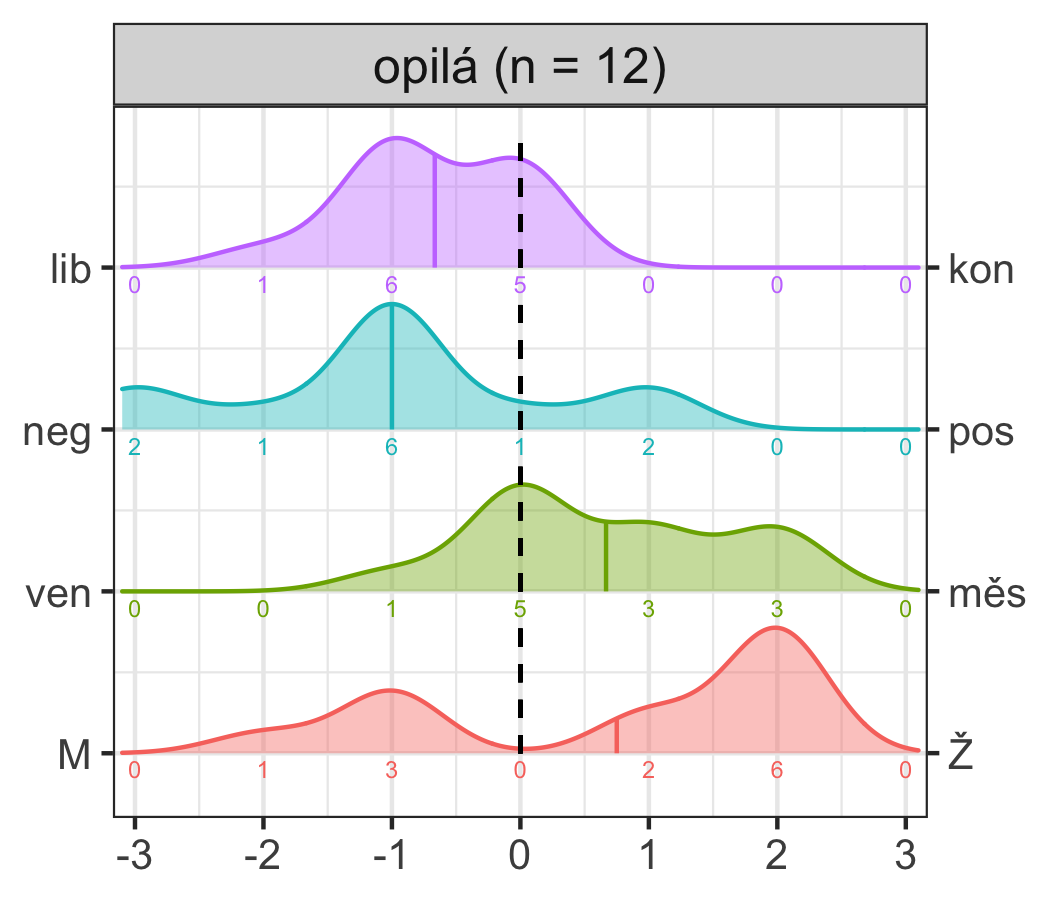 opilá (n = 12)
lib kon
0 1 6 5 0 0 0
neg pos
2 1 6 1 2 0 0
ven měs
0 0 1 5 3 3 0
M Ž
0 1 3 0 2 6 0
-3 -2 -1 0 1 2 3